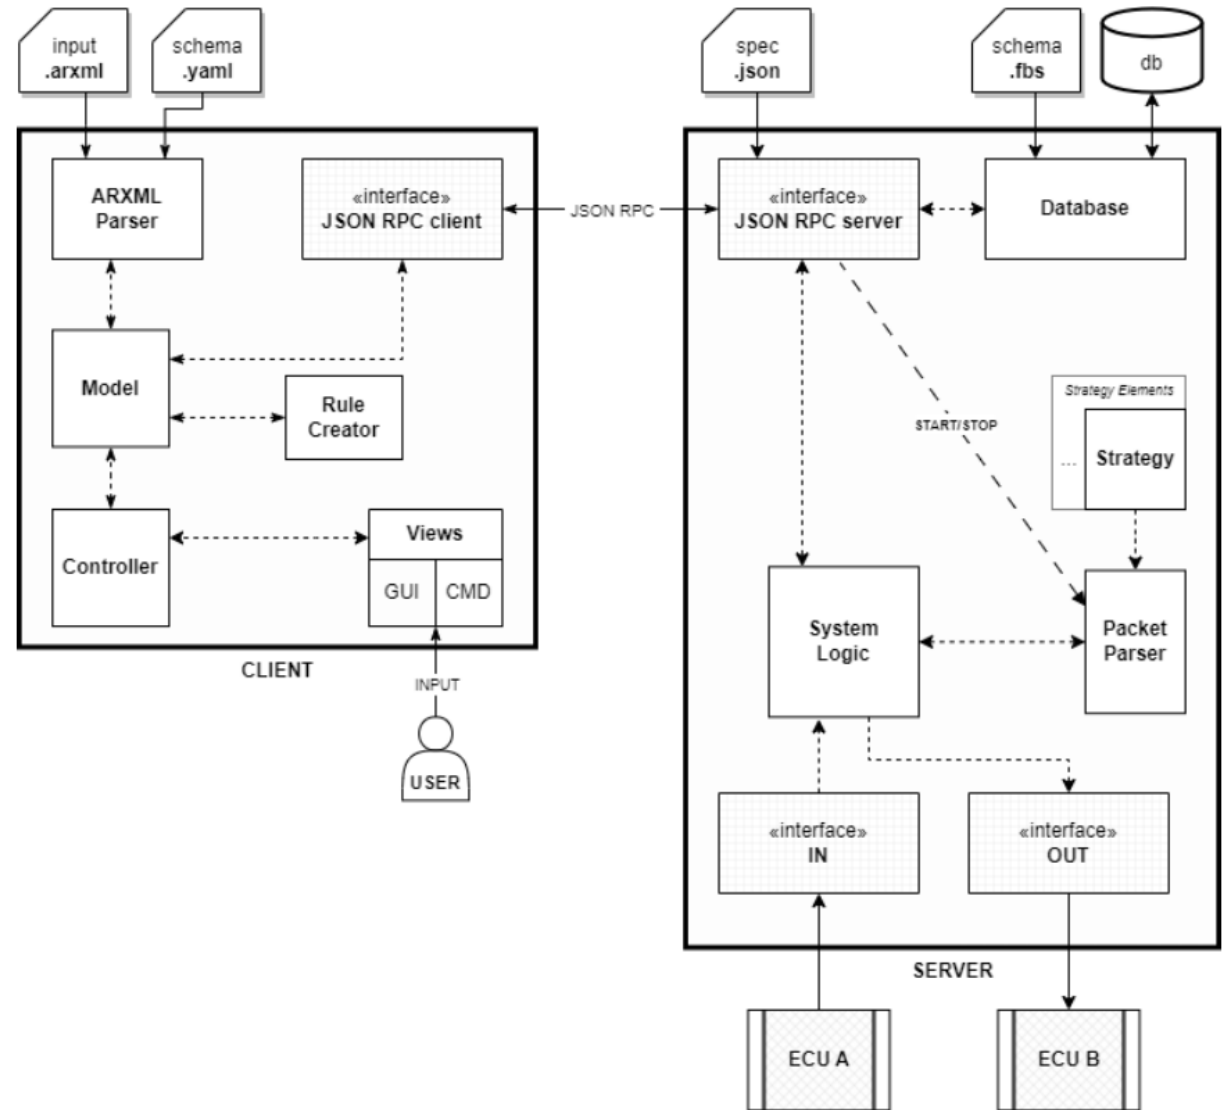 input
.arxml
schema
.yaml
spec
.json
schema
.fbs
db
ARXML
Parser
«interface»
JSON RPC client
JSON RPC
«interface»
JSON RPC server
Database
Model
Rule
Creator
Strategy Elements
START/STOP
...
Strategy
Controller
Views
GUI
CMD
System
Logic
Packet
Parser
CLIENT
INPUT
USER
«interface»
IN
«interface»
OUT
SERVER
ECU A
ECU B